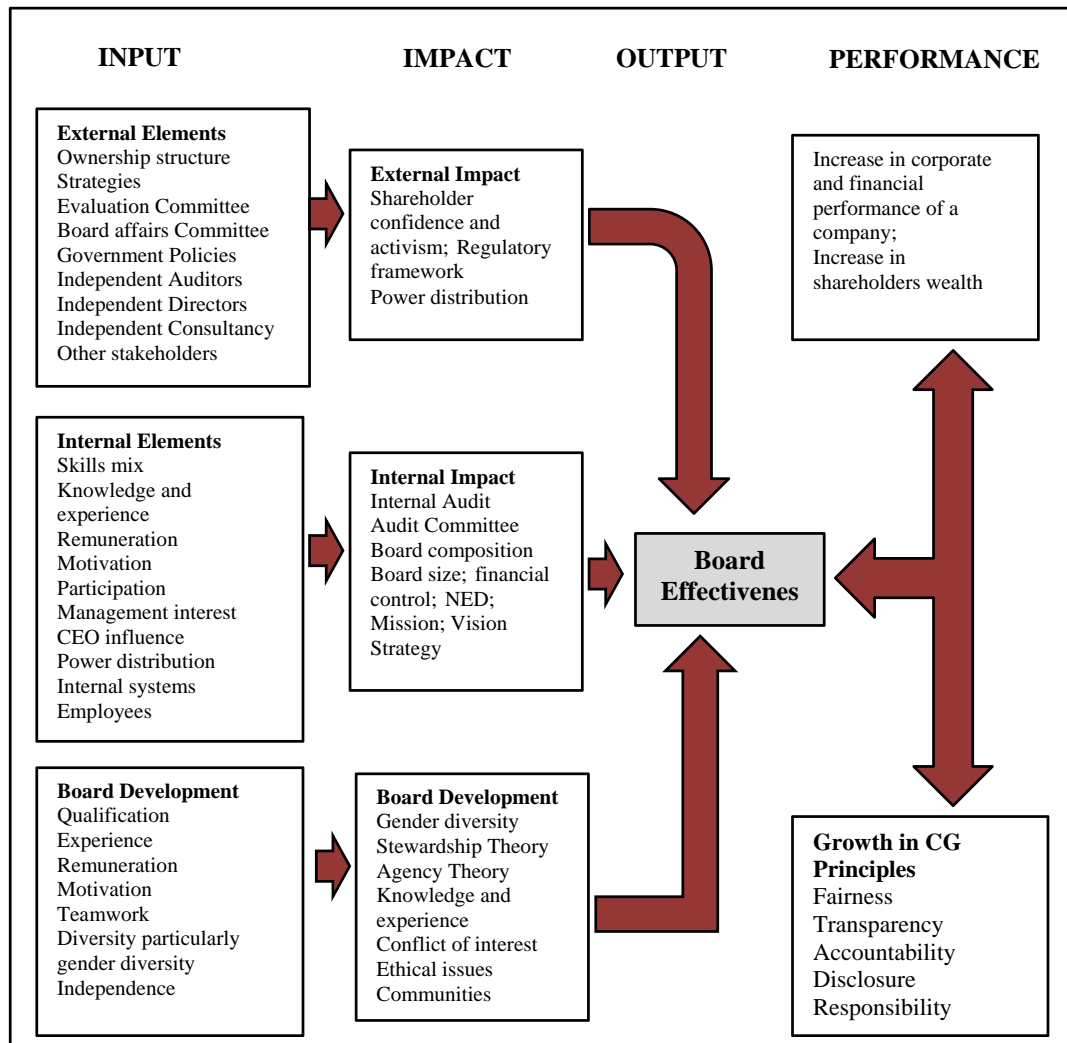 INPUT
IMPACT
OUTPUT
PERFORMANCE
External Elements
Ownership structure
Strategies
Evaluation Committee
Board affairs Committee
Government Policies
Independent Auditors
Independent Directors
Independent Consultancy
Other stakeholders
External Impact
Shareholder
confidence and
activism; Regulatory
framework
Power distribution
Increase in corporate
and financial
performance of a
company;
Increase in
shareholders wealth
Internal Elements
Skills mix
Knowledge and
experience
Remuneration
Motivation
Participation
Management interest
CEO influence
Power distribution
Internal systems
Employees
Internal Impact
Internal Audit
Audit Committee
Board composition
Board size; financial
control; NED;
Mission; Vision
Strategy
Board
Effectivenes
Board Development
Qualification
Experience
Remuneration
Motivation
Teamwork
Diversity particularly
gender diversity
Independence
Board Development
Gender diversity
Stewardship Theory
Agency Theory
Knowledge and
experience
Conflict of interest
Ethical issues
Communities
Growth in CG
Principles
Fairness
Transparency
Accountability
Disclosure
Responsibility